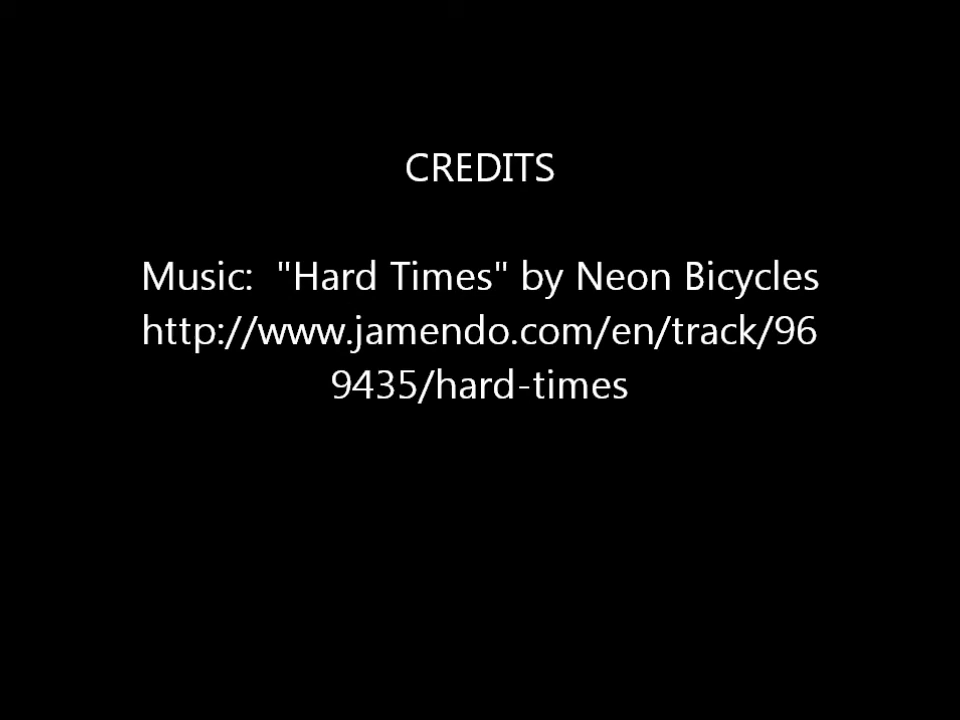 CREDITS
Music:  "Hard Times" by Neon Bicycles
http://www.jamendo.com/en/track/96
9435/hard-times